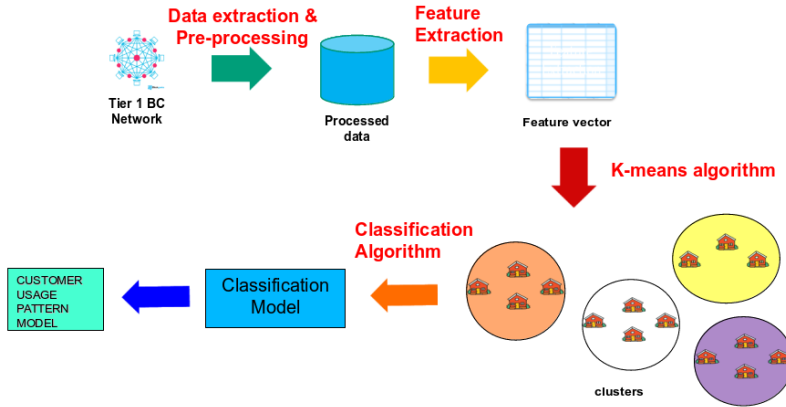 Data extraction &
Pre-processing
Feature
Extraction
Tier 1 BC
Network
Processed
data
Feature vector
K-means algorithm
Classification
Algorithm
CUSTOMER
USAGE
PATTERN
MODEL
Classification
Model
clusters